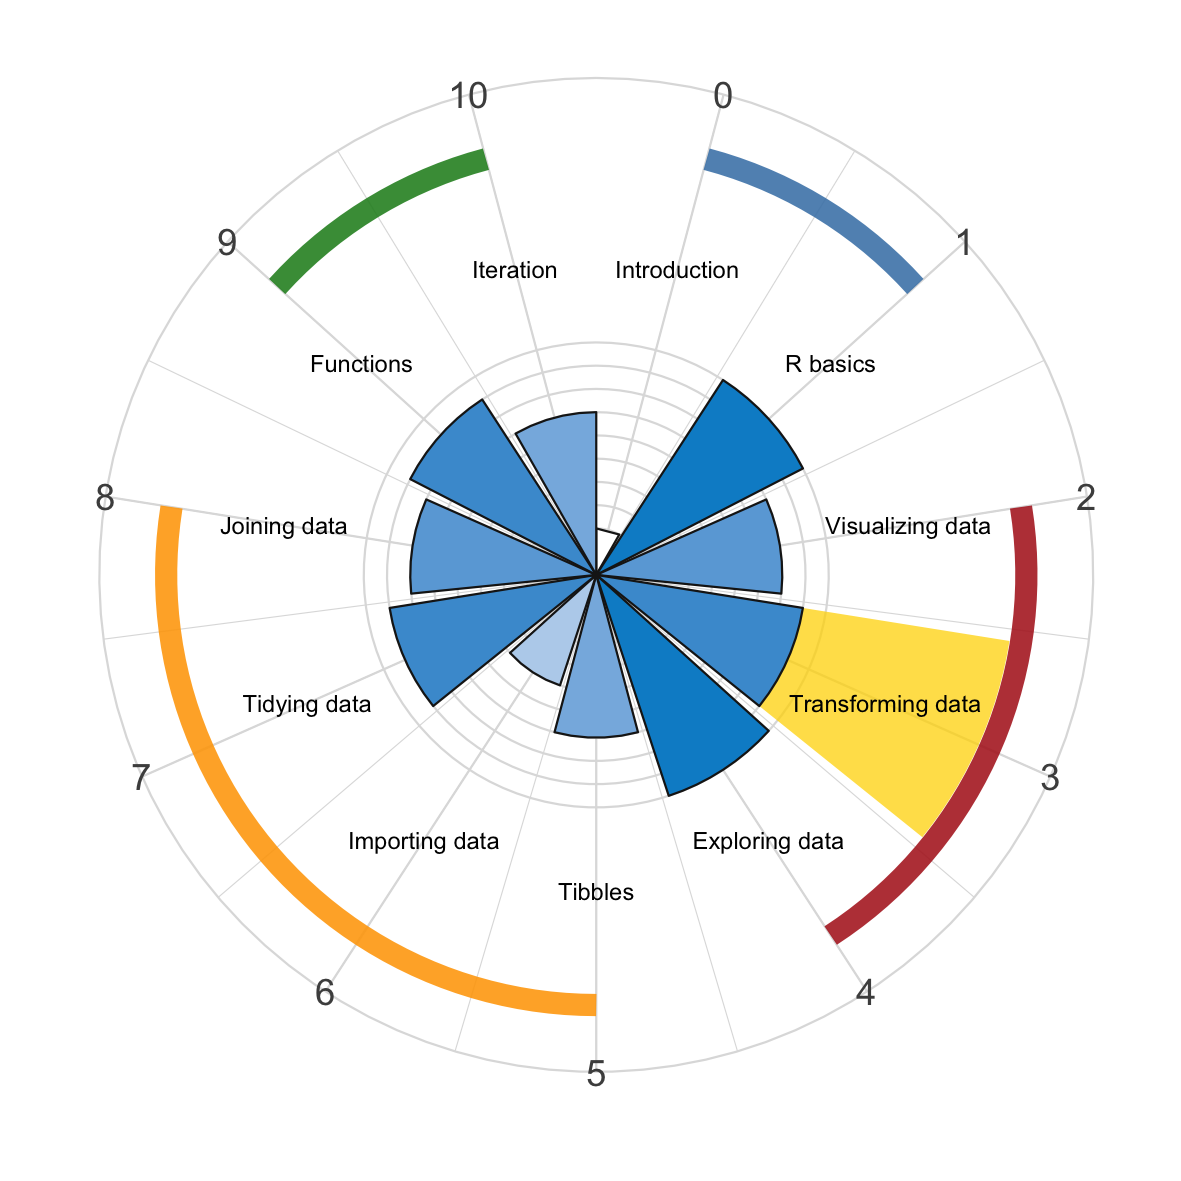 10
0
9
1
Iteration
Introduction
Functions
R basics
8
2
Joining data
Visualizing data
Tidying data
Transforming data
7
3
Importing data
Exploring data
Tibbles
6
4
5